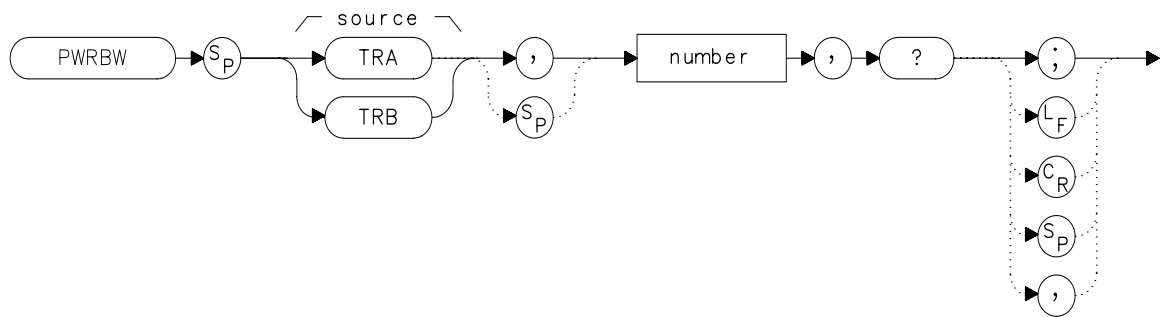 source
PWRBW SP TRA , number , ? ;
TRB SP LF
CR
SP
,